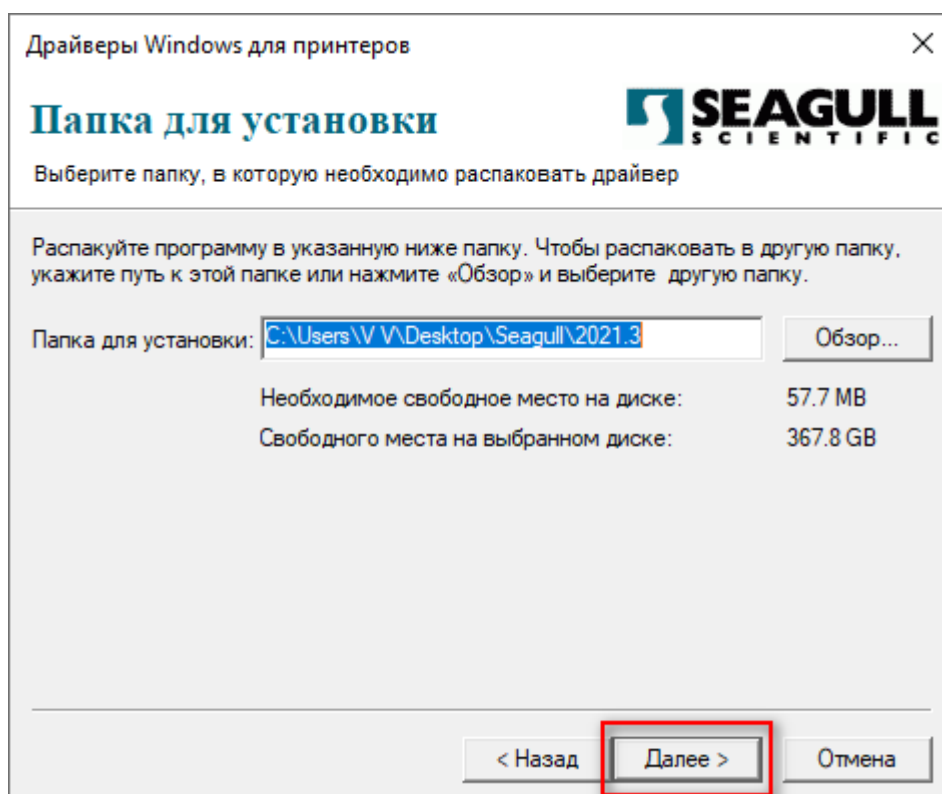 Драйверы Windows для принтеров
Папка для установки
SEAGULL
SCIENTIFIC
Выберите папку, в которую необходимо распаковать драйвер
Распакуйте программу в указанную ниже папку. Чтобы распаковать в другую папку,
укажите путь к этой папке или нажмите «Обзор» и выберите другую папку.
Папка для установки: C:\Users\V V\Desktop\Seagull\2021.3 Обзор...
Необходимое свободное место на диске: 57.7 MB
Свободного места на выбранном диске: 367.8 GB
< Назад Далее > Отмена